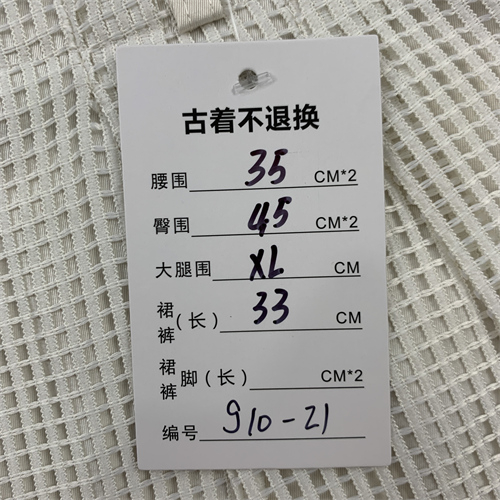 古着不退换
腰围 35 CM*2
臀围 45 CM*2
大腿围 XL CM
裙裤(长) 33 CM
裙裤脚(长) CM*2
编号 910-21